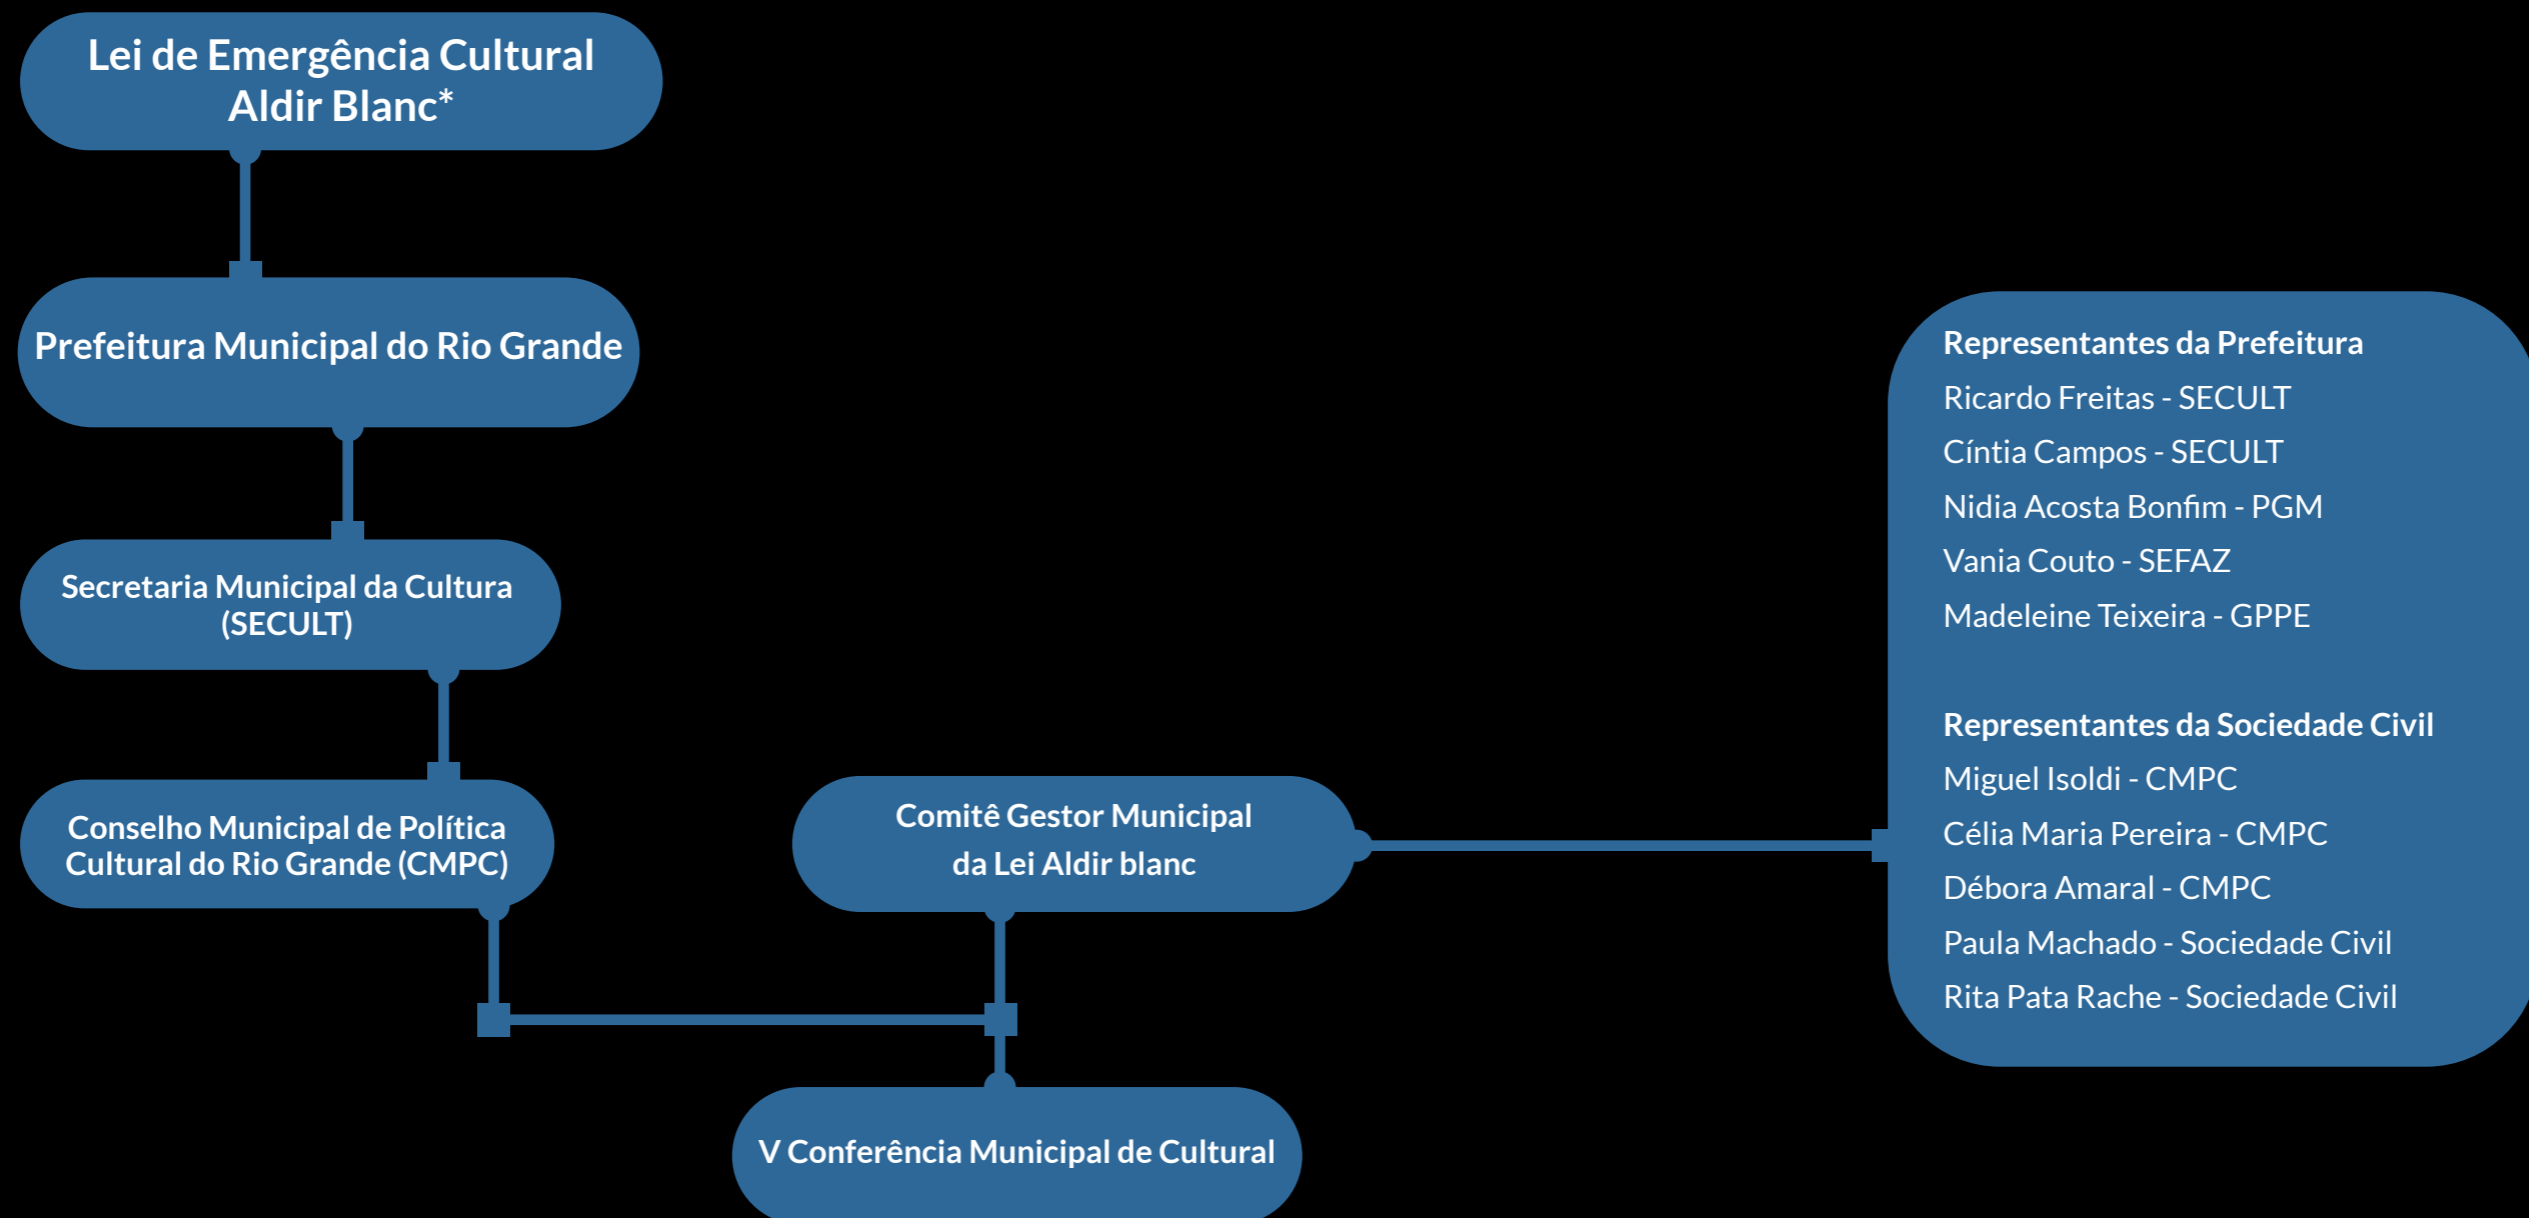 Lei de Emergência Cultural
Aldir Blanc*
Prefeitura Municipal do Rio Grande
Secretaria Municipal da Cultura
(SECULT)
Conselho Municipal de Política
Cultural do Rio Grande (CMPC)
Comitê Gestor Municipal
da Lei Aldir blanc
V Conferência Municipal de Cultural
Representantes da Prefeitura
Ricardo Freitas - SECULT
Cíntia Campos - SECULT
Nidia Acosta Bonfim - PGM
Vania Couto - SEFAZ
Madeleine Teixeira - GPPE
Representantes da Sociedade Civil
Miguel Isoldi - CMPC
Célia Maria Pereira - CMPC
Débora Amaral - CMPC
Paula Machado - Sociedade Civil
Rita Pata Rache - Sociedade Civil